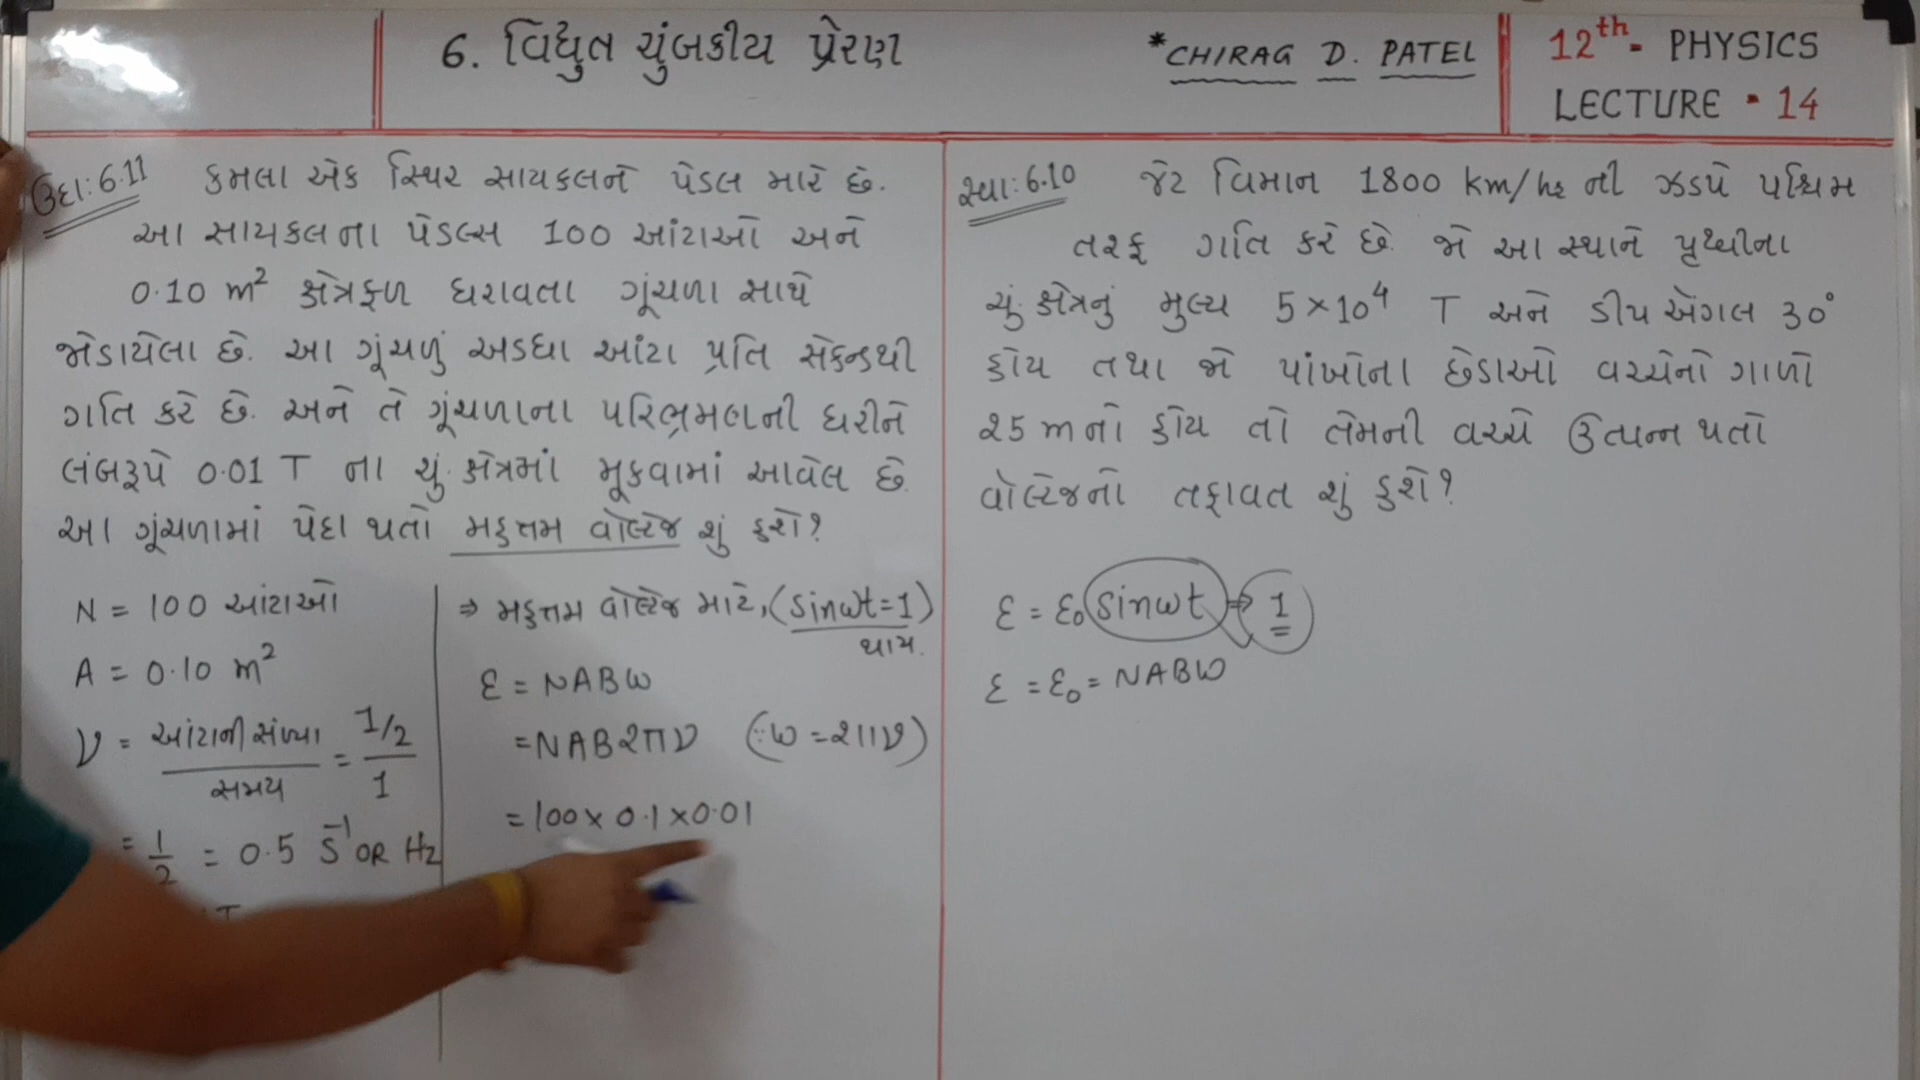 6. વિદ્યુત ચુંબકીય પ્રેરણ
*CHIRAG D. PATEL
12th - PHYSICS
LECTURE - 14
ઉદા: 6.11 કમલા એક સ્થિર સાયકલને પેડલ મારે છે.
આ સાયકલના પેડલ્સ 100 આંટાઓ અને
0.10 m² ક્ષેત્રફળ ધરાવતા ગૂંચળા સાથે
જોડાયેલા છે. આ ગૂંચળું અડધા આંટા પ્રતિ સેકન્ડથી
ગતિ કરે છે. અને તે ગૂંચળાના પરિભ્રમણની ધરીને
લંબરૂપે 0.01 T ના ચું. ક્ષેત્રમાં મૂકવામાં આવેલ છે.
આ ગૂંચળામાં પેદા થતો મહત્તમ વોલ્ટેજ શું હશે?
N = 100 આંટાઓ
A = 0.10 m²
ν = આંટાની સંખ્યા / સમય = 1/2 / 1
= 1/2 = 0.5 S⁻¹ OR Hz
T
⇒ મહત્તમ વોલ્ટેજ માટે, (sinωt = 1)
થાય.
ε = NABω
= NAB2πν (∵ ω = 2πν)
= 100 × 0.1 × 0.01
સ્વા: 6.10 જેટ વિમાન 1800 km/hr ની ઝડપે પશ્ચિમ
તરફ ગતિ કરે છે. જો આ સ્થાને પૃથ્વીના
ચું. ક્ષેત્રનું મુલ્ય 5 × 10⁴ T અને ડીપ એંગલ 30°
હોય તથા જો પાંખોના છેડાઓ વચ્ચેનો ગાળો
25 m નો હોય તો તેમની વચ્ચે ઉત્પન્ન થતો
વોલ્ટેજનો તફાવત શું હશે?
ε = ε₀ sinωt ⇒ 1
ε = ε₀ = NABω